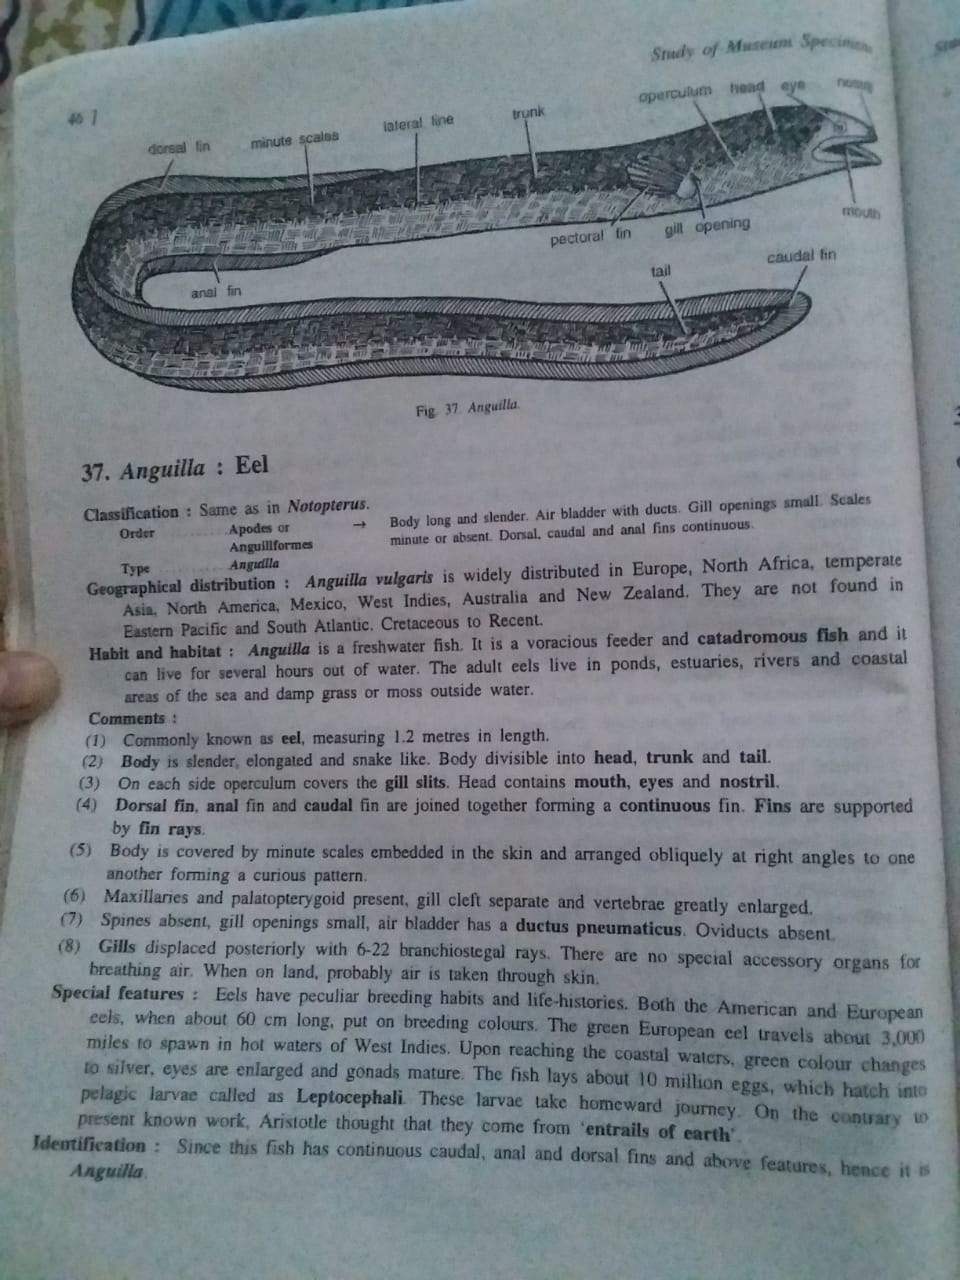 Study of Museum Specimens
46 ]
operculum head eye nostril
dorsal fin minute scales lateral line trunk
pectoral fin gill opening mouth
anal fin tail caudal fin
Fig. 37. Anguilla.
37. Anguilla : Eel
Classification : Same as in Notopterus.
Order ........ Apodes or → Body long and slender. Air bladder with ducts. Gill openings small. Scales
Anguillformes minute or absent. Dorsal, caudal and anal fins continuous.
Type ........ Anguilla
Geographical distribution : Anguilla vulgaris is widely distributed in Europe, North Africa, temperate
Asia, North America, Mexico, West Indies, Australia and New Zealand. They are not found in
Eastern Pacific and South Atlantic. Cretaceous to Recent.
Habit and habitat : Anguilla is a freshwater fish. It is a voracious feeder and catadromous fish and it
can live for several hours out of water. The adult eels live in ponds, estuaries, rivers and coastal
areas of the sea and damp grass or moss outside water.
Comments :
(1) Commonly known as eel, measuring 1.2 metres in length.
(2) Body is slender, elongated and snake like. Body divisible into head, trunk and tail.
(3) On each side operculum covers the gill slits. Head contains mouth, eyes and nostril.
(4) Dorsal fin, anal fin and caudal fin are joined together forming a continuous fin. Fins are supported
by fin rays.
(5) Body is covered by minute scales embedded in the skin and arranged obliquely at right angles to one
another forming a curious pattern.
(6) Maxillaries and palatopterygoid present, gill cleft separate and vertebrae greatly enlarged.
(7) Spines absent, gill openings small, air bladder has a ductus pneumaticus. Oviducts absent.
(8) Gills displaced posteriorly with 6-22 branchiostegal rays. There are no special accessory organs for
breathing air. When on land, probably air is taken through skin.
Special features : Eels have peculiar breeding habits and life-histories. Both the American and European
eels, when about 60 cm long, put on breeding colours. The green European eel travels about 3,000
miles to spawn in hot waters of West Indies. Upon reaching the coastal waters, green colour changes
to silver, eyes are enlarged and gonads mature. The fish lays about 10 million eggs, which hatch into
pelagic larvae called as Leptocephali. These larvae take homeward journey. On the contrary to
present known work, Aristotle thought that they come from 'entrails of earth'.
Identification : Since this fish has continuous caudal, anal and dorsal fins and above features, hence it is
Anguilla.